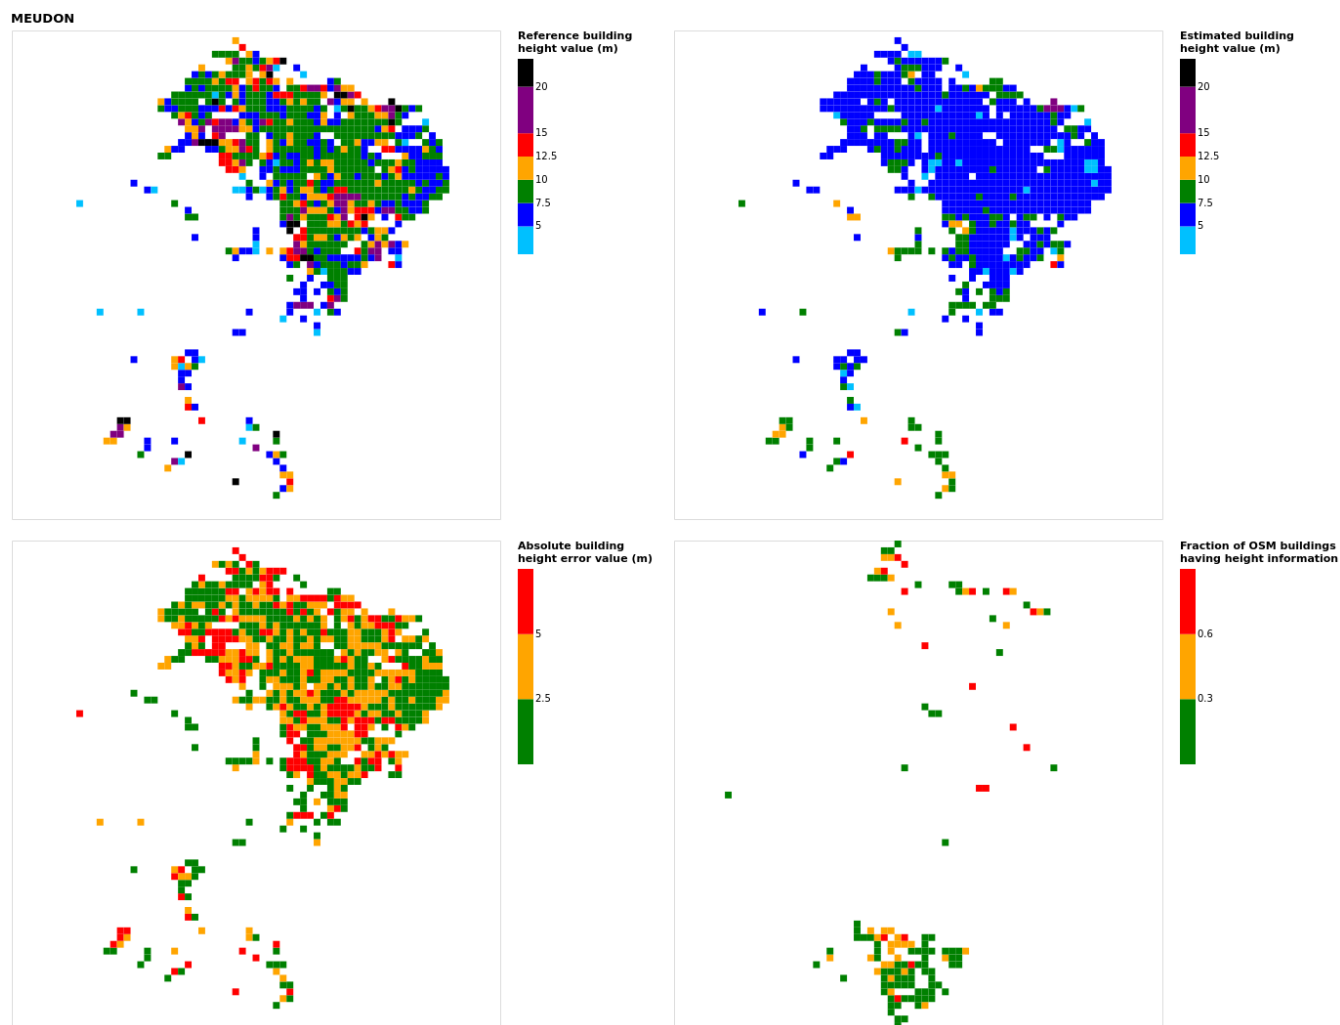 MEUDON
Reference building
height value (m)
20
15
12.5
10
7.5
5
Estimated building
height value (m)
20
15
12.5
10
7.5
5
Absolute building
height error value (m)
5
2.5
Fraction of OSM buildings
having height information
0.6
0.3